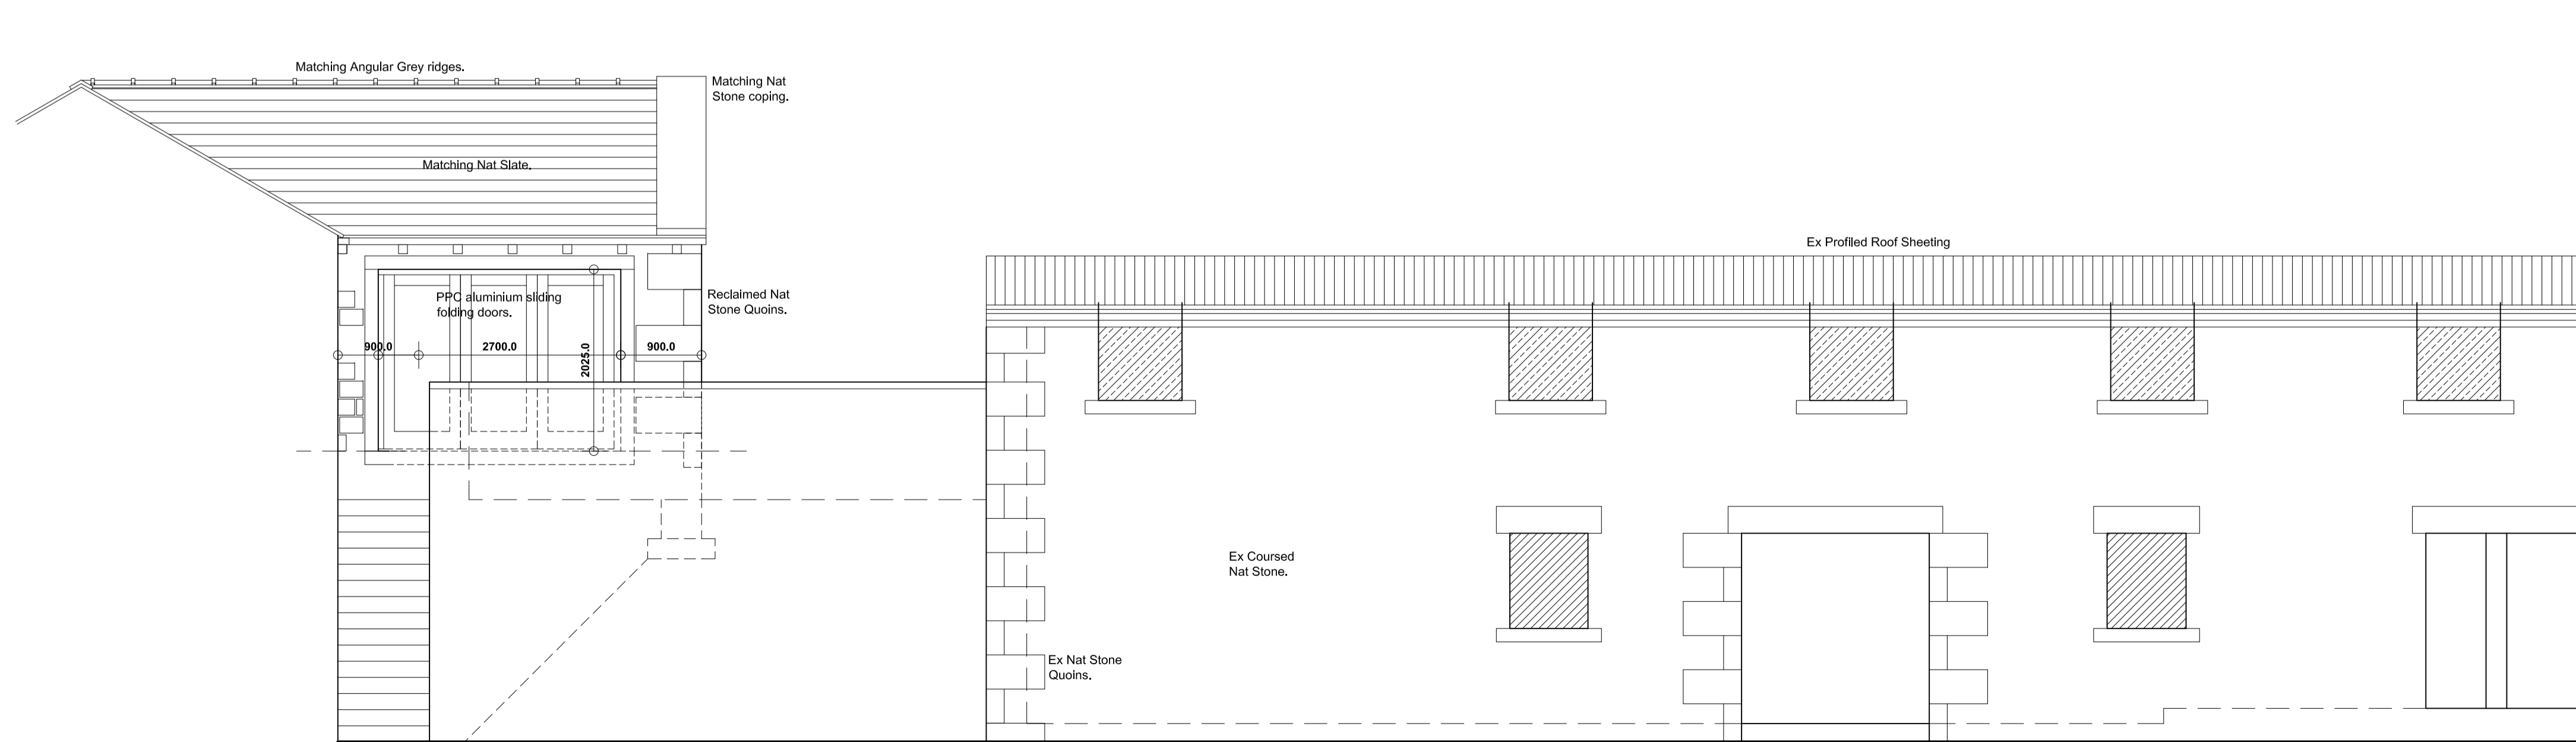 Matching Angular Grey ridges.
Matching Nat
Stone coping.
Matching Nat Slate.
Ex Profiled Roof Sheeting
PPC aluminium sliding
folding doors.
Reclaimed Nat
Stone Quoins.
900.0
2700.0
2025.0
900.0
Ex Coursed
Nat Stone.
Ex Nat Stone
Quoins.